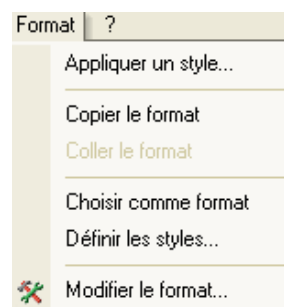 Format ?
Appliquer un style...
Copier le format
Coller le format
Choisir comme format
Définir les styles...
Modifier le format...